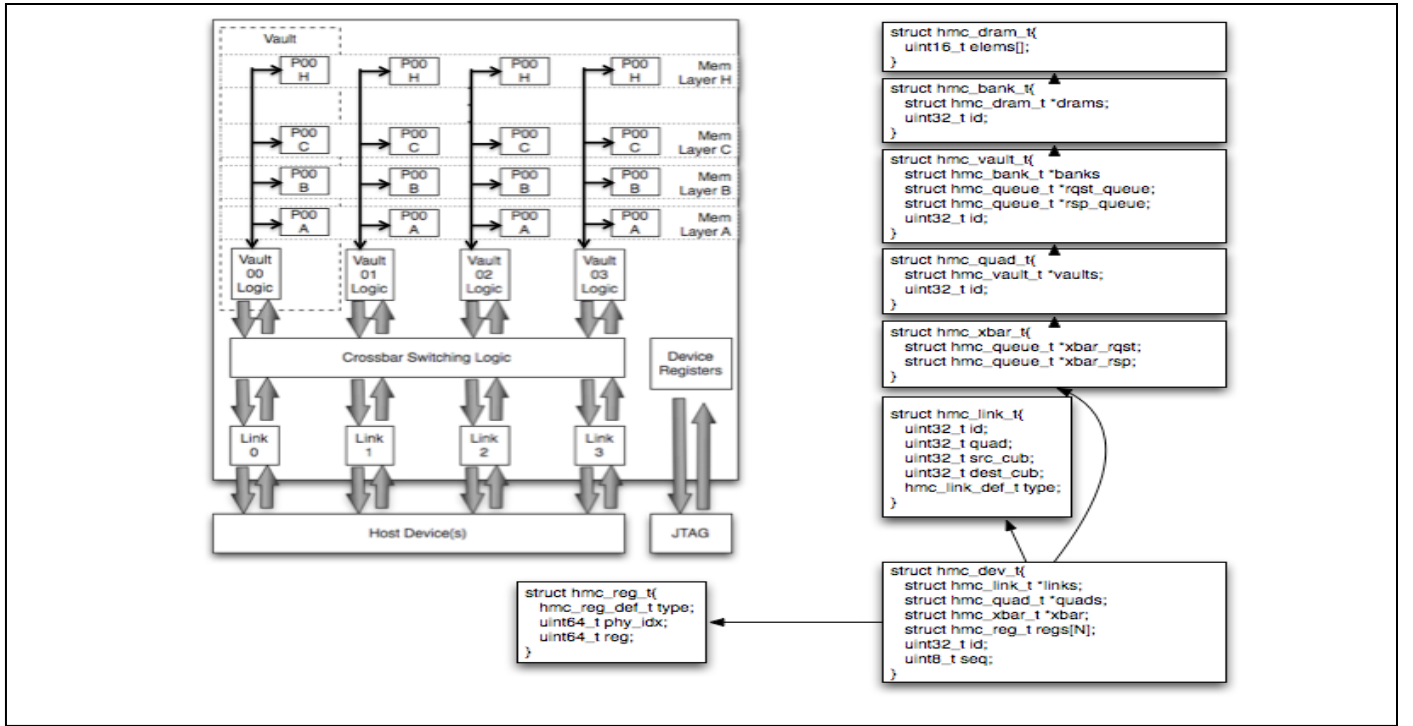 Vault
P00
H
P00
H
P00
H
P00
H
Mem
Layer H
P00
C
P00
C
P00
C
P00
C
Mem
Layer C
P00
B
P00
B
P00
B
P00
B
Mem
Layer B
P00
A
P00
A
P00
A
P00
A
Mem
Layer A
Vault
00
Logic
Vault
01
Logic
Vault
02
Logic
Vault
03
Logic
Crossbar Switching Logic
Device
Registers
Link
0
Link
1
Link
2
Link
3
Host Device(s)
JTAG
struct hmc_dram_t{
uint16_t elems[];
}
struct hmc_bank_t{
struct hmc_dram_t *drams;
uint32_t id;
}
struct hmc_vault_t{
struct hmc_bank_t *banks
struct hmc_queue_t *rqst_queue;
struct hmc_queue_t *rsp_queue;
uint32_t id;
}
struct hmc_quad_t{
struct hmc_vault_t *vaults;
uint32_t id;
}
struct hmc_xbar_t{
struct hmc_queue_t *xbar_rqst;
struct hmc_queue_t *xbar_rsp;
}
struct hmc_link_t{
uint32_t id;
uint32_t quad;
uint32_t src_cub;
uint32_t dest_cub;
hmc_link_def_t type;
}
struct hmc_reg_t{
hmc_reg_def_t type;
uint64_t phy_idx;
uint64_t reg;
}
struct hmc_dev_t{
struct hmc_link_t *links;
struct hmc_quad_t *quads;
struct hmc_xbar_t *xbar;
struct hmc_reg_t regs[N];
uint32_t id;
uint8_t seq;
}